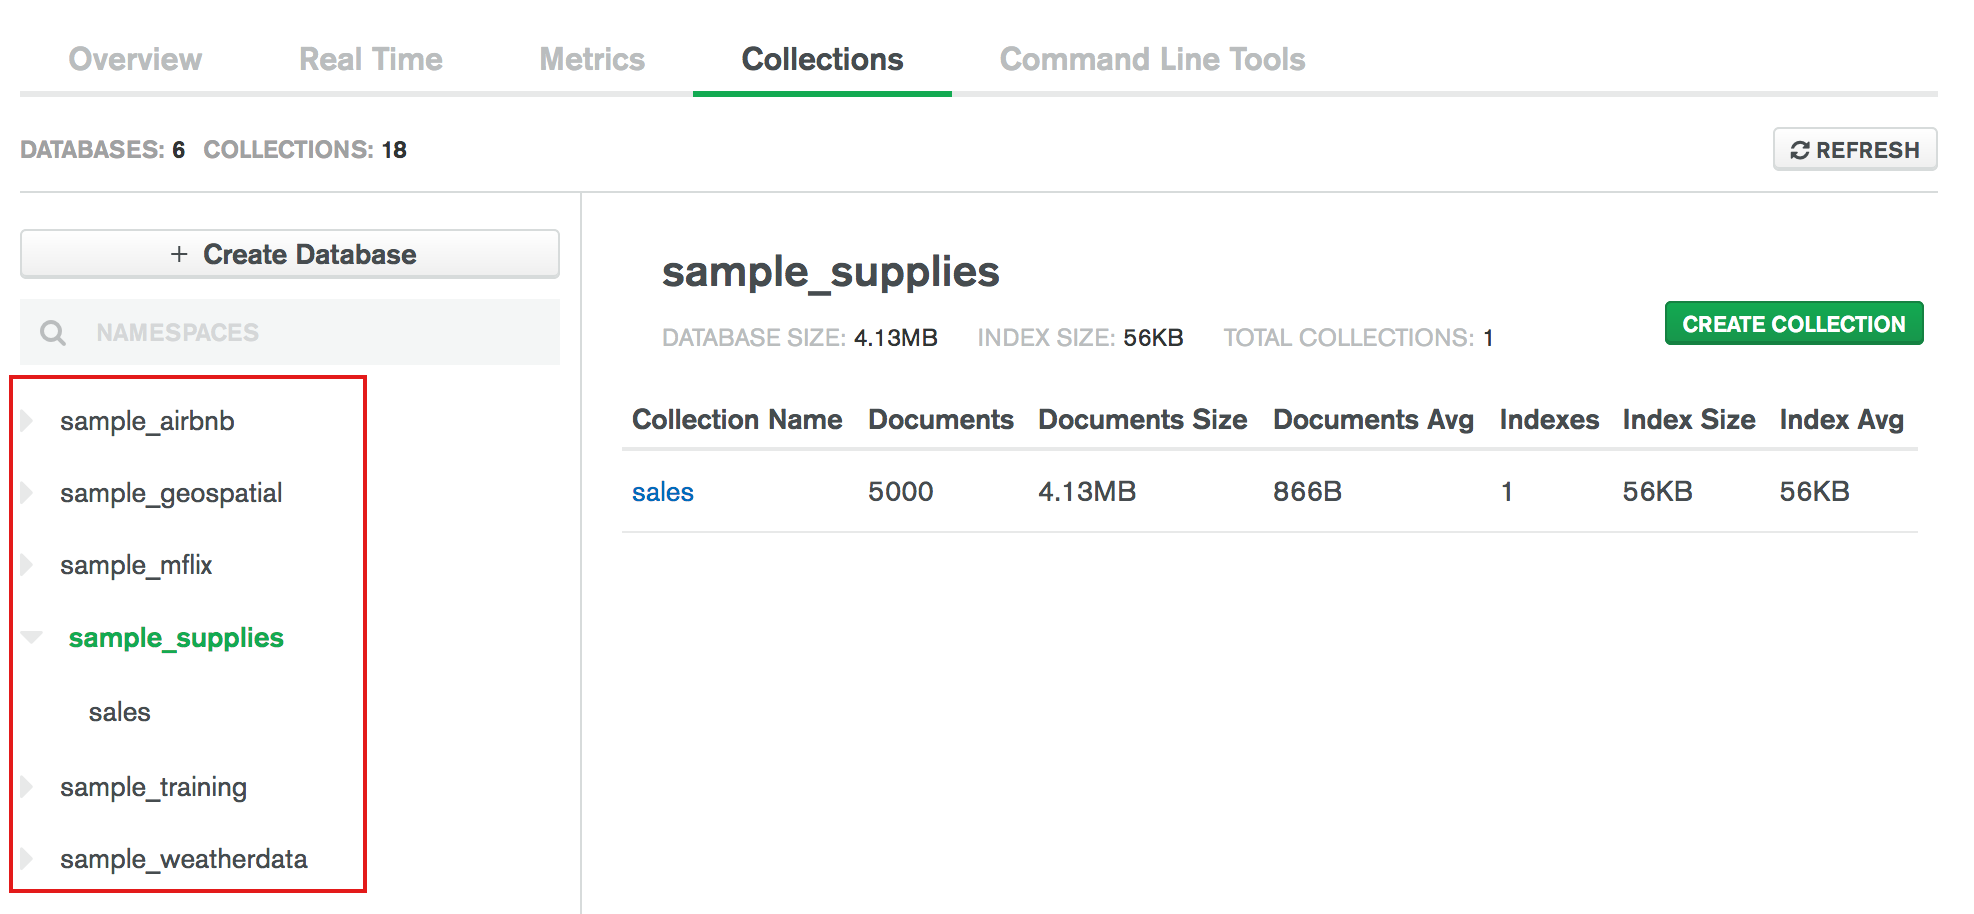 Overview Real Time Metrics Collections Command Line Tools
DATABASES: 6 COLLECTIONS: 18
REFRESH
+ Create Database
NAMESPACES
sample_airbnb
sample_geospatial
sample_mflix
sample_supplies
sales
sample_training
sample_weatherdata
sample_supplies
DATABASE SIZE: 4.13MB INDEX SIZE: 56KB TOTAL COLLECTIONS: 1
CREATE COLLECTION
Collection Name Documents Documents Size Documents Avg Indexes Index Size Index Avg
sales 5000 4.13MB 866B 1 56KB 56KB